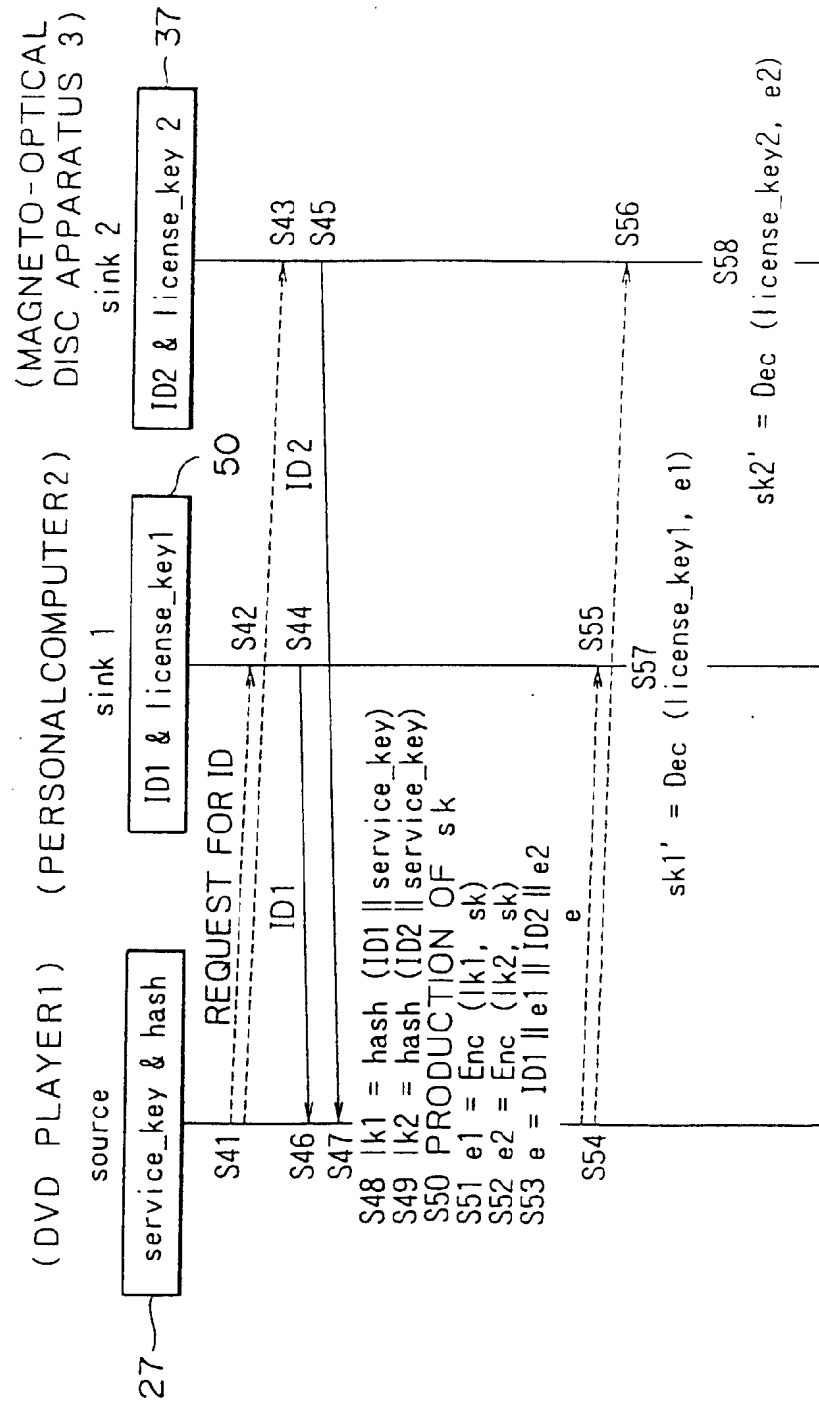 (DVD PLAYER1)
source
27
service_key & hash
(PERSONALCOMPUTER2)
sink 1
50
ID1 & license_key1
(MAGNETO-OPTICAL
DISC APPARATUS 3)
sink 2
37
ID2 & license_key 2
S41
REQUEST FOR ID
S42
S43
ID1
S44
ID2
S45
S46
S47
S48 lk1 = hash (ID1 || service_key)
S49 lk2 = hash (ID2 || service_key)
S50 PRODUCTION OF sk
S51 e1 = Enc (lk1, sk)
S52 e2 = Enc (lk2, sk)
S53 e = ID1 || e1 || ID2 || e2
S54
e
S55
S56
S57
sk1' = Dec (license_key1, e1)
S58
sk2' = Dec (license_key2, e2)